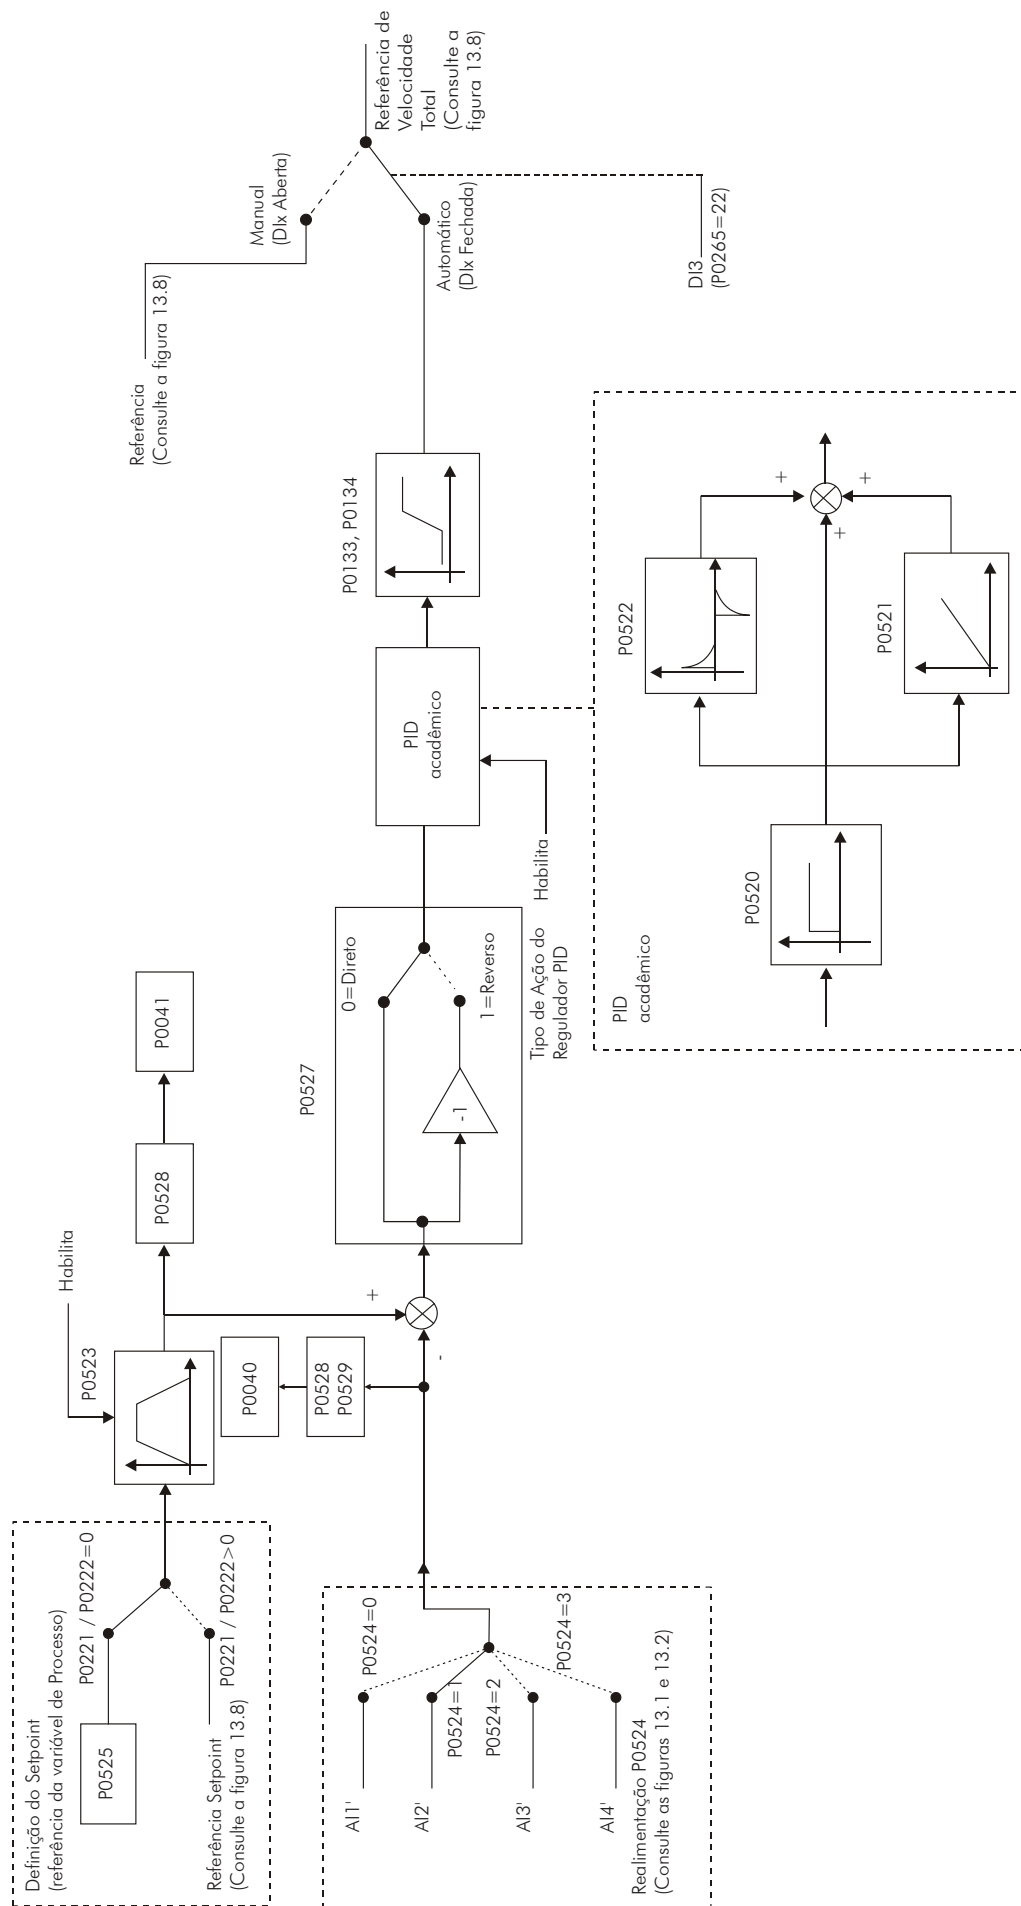 Definição do Setpoint
(referência da variável de Processo)
P0525
P0221 / P0222=0
Referência Setpoint
(Consulte a figura 13.8)
P0221 / P0222>0
P0523
Habilita
P0528
P0041
AI1'
AI2'
AI3'
AI4'
P0524=0
P0524=1
P0524=2
P0524=3
Realimentação P0524
(Consulte as figuras 13.1 e 13.2)
P0040
P0528
P0529
+
-
P0527
0=Direto
-1
1=Reverso
Tipo de Ação do
Regulador PID
Habilita
PID
acadêmico
P0133, P0134
Referência
(Consulte a figura 13.8)
Manual
(DIx Aberta)
Automático
(DIx Fechada)
Referência de
Velocidade
Total
(Consulte a
figura 13.8)
DI3
(P0265=22)
PID
acadêmico
P0520
P0522
P0521
+
+
+